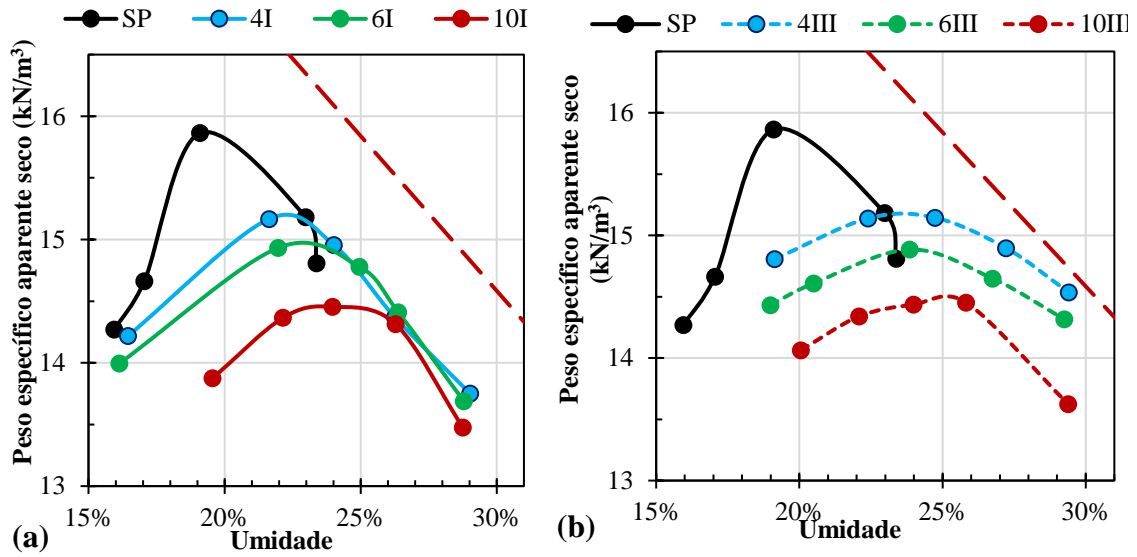 SP 4I 6I 10I
Peso específico aparente seco (kN/m³)
16
15
14
13
15% 20% 25% 30%
Umidade
(a)
SP 4III 6III 10III
Peso específico aparente seco
(kN/m³)
16
15
14
13
15% 20% 25% 30%
Umidade
(b)